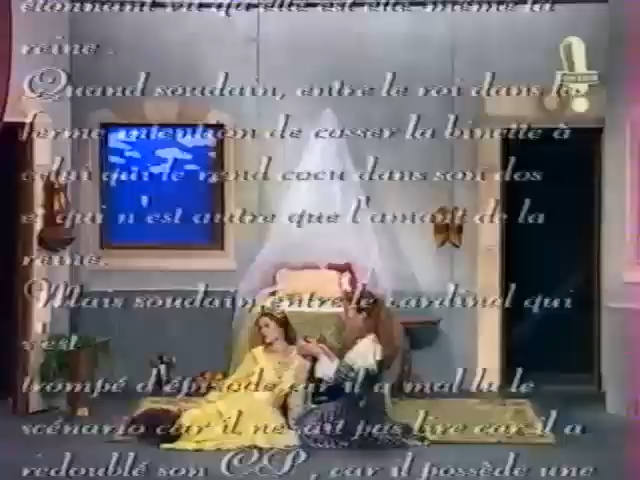 étonnant vu qu'elle est elle même la
reine .
Quand soudain, entre le roi dans la
ferme intention de casser la binette à
celui qui le rend cocu dans son dos
et qui n'est autre que l'amant de la
reine.
Mais soudain, entre le cardinal qui
s'est
trompé d'épisode car il a mal lu le
scénario car il ne sait pas lire car il a
redoublé son CP , car il possède une